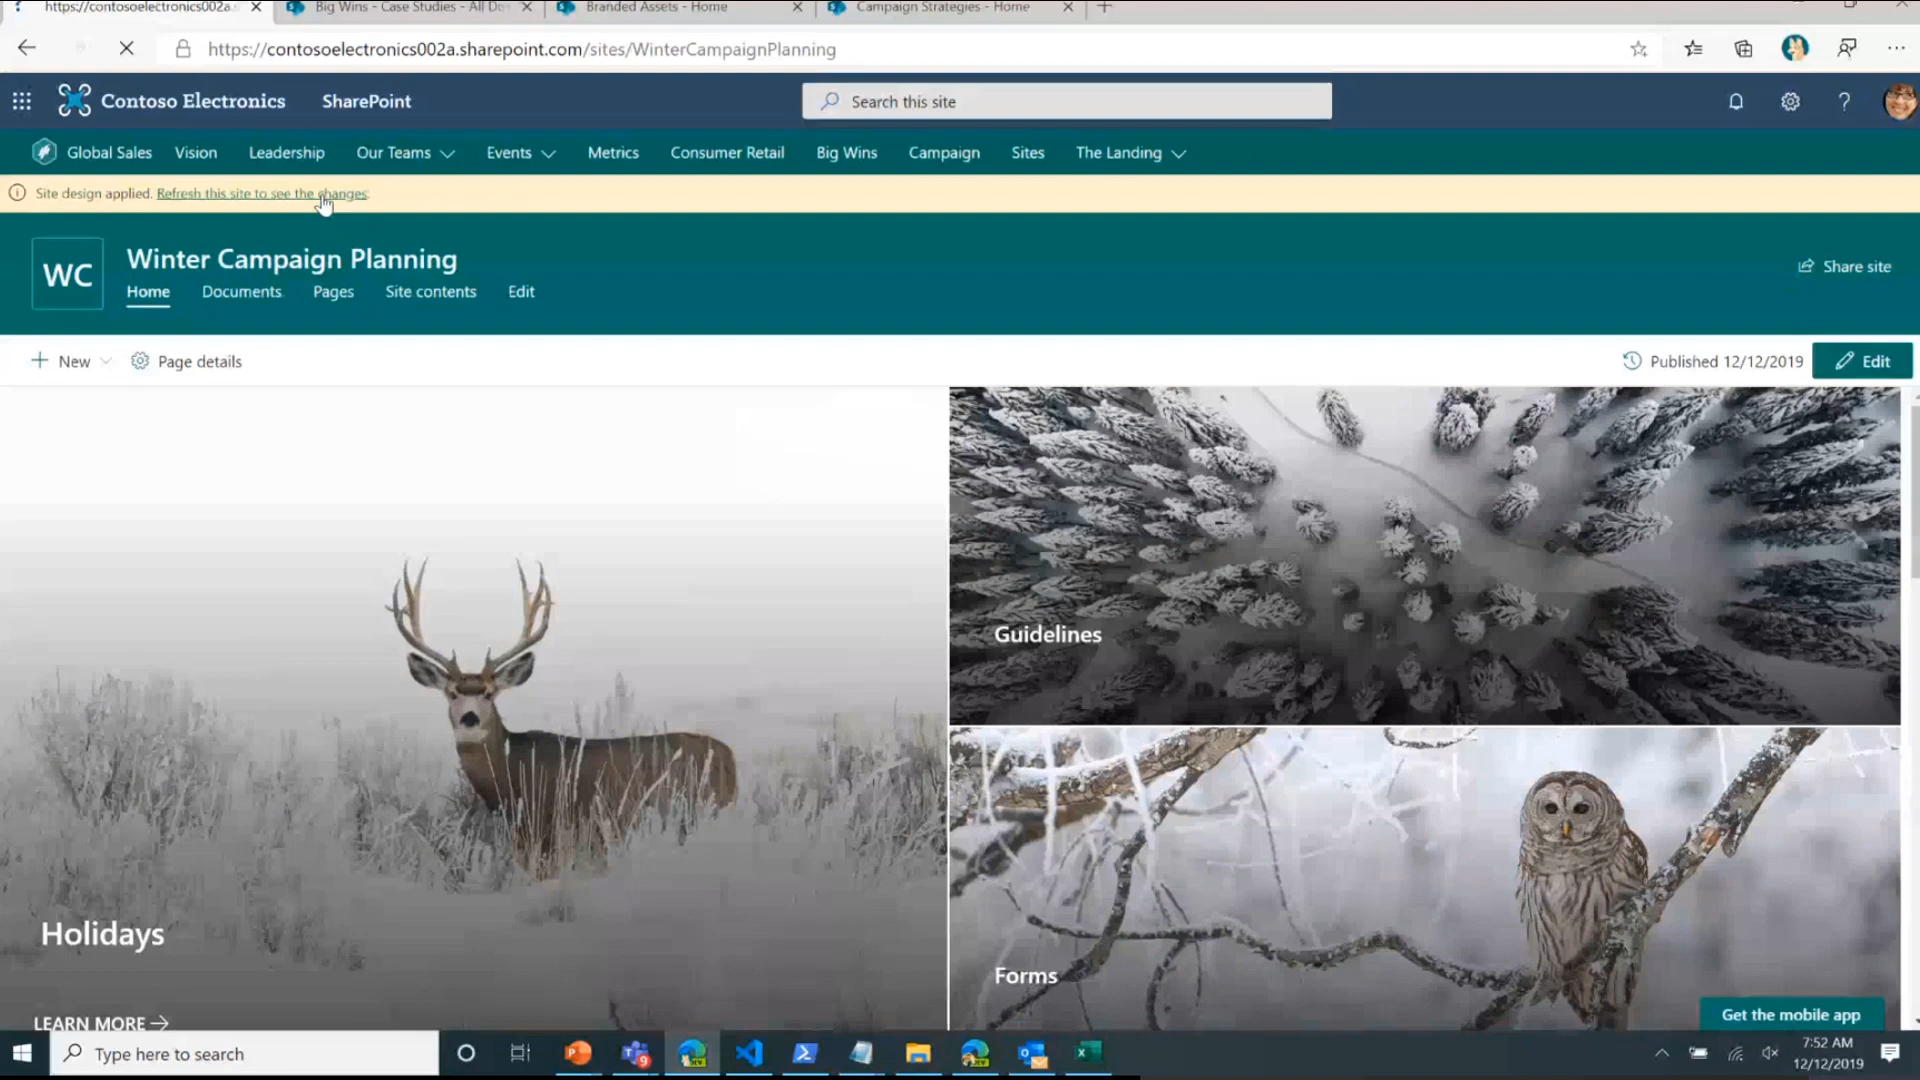 https://contosoelectronics002a.
Big Wins - Case Studies - All Do
Branded Assets - Home
Campaign Strategies - Home
https://contosoelectronics002a.sharepoint.com/sites/WinterCampaignPlanning
Contoso Electronics
SharePoint
Search this site
Global Sales
Vision
Leadership
Our Teams
Events
Metrics
Consumer Retail
Big Wins
Campaign
Sites
The Landing
Site design applied. Refresh this site to see the changes.
WC
Winter Campaign Planning
Home
Documents
Pages
Site contents
Edit
Share site
New
Page details
Published 12/12/2019
Edit
Guidelines
Holidays
Forms
LEARN MORE
Get the mobile app
Type here to search
9
7:52 AM
12/12/2019